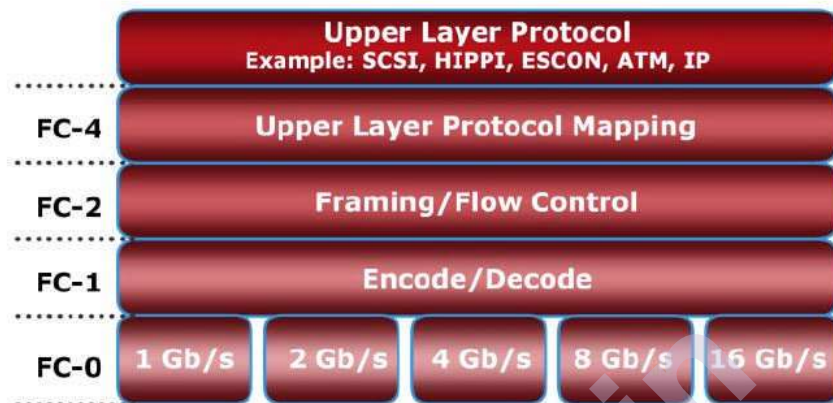 Upper Layer Protocol
Example: SCSI, HIPPI, ESCON, ATM, IP
FC-4 Upper Layer Protocol Mapping
FC-2 Framing/Flow Control
FC-1 Encode/Decode
FC-0 1 Gb/s 2 Gb/s 4 Gb/s 8 Gb/s 16 Gb/s
in